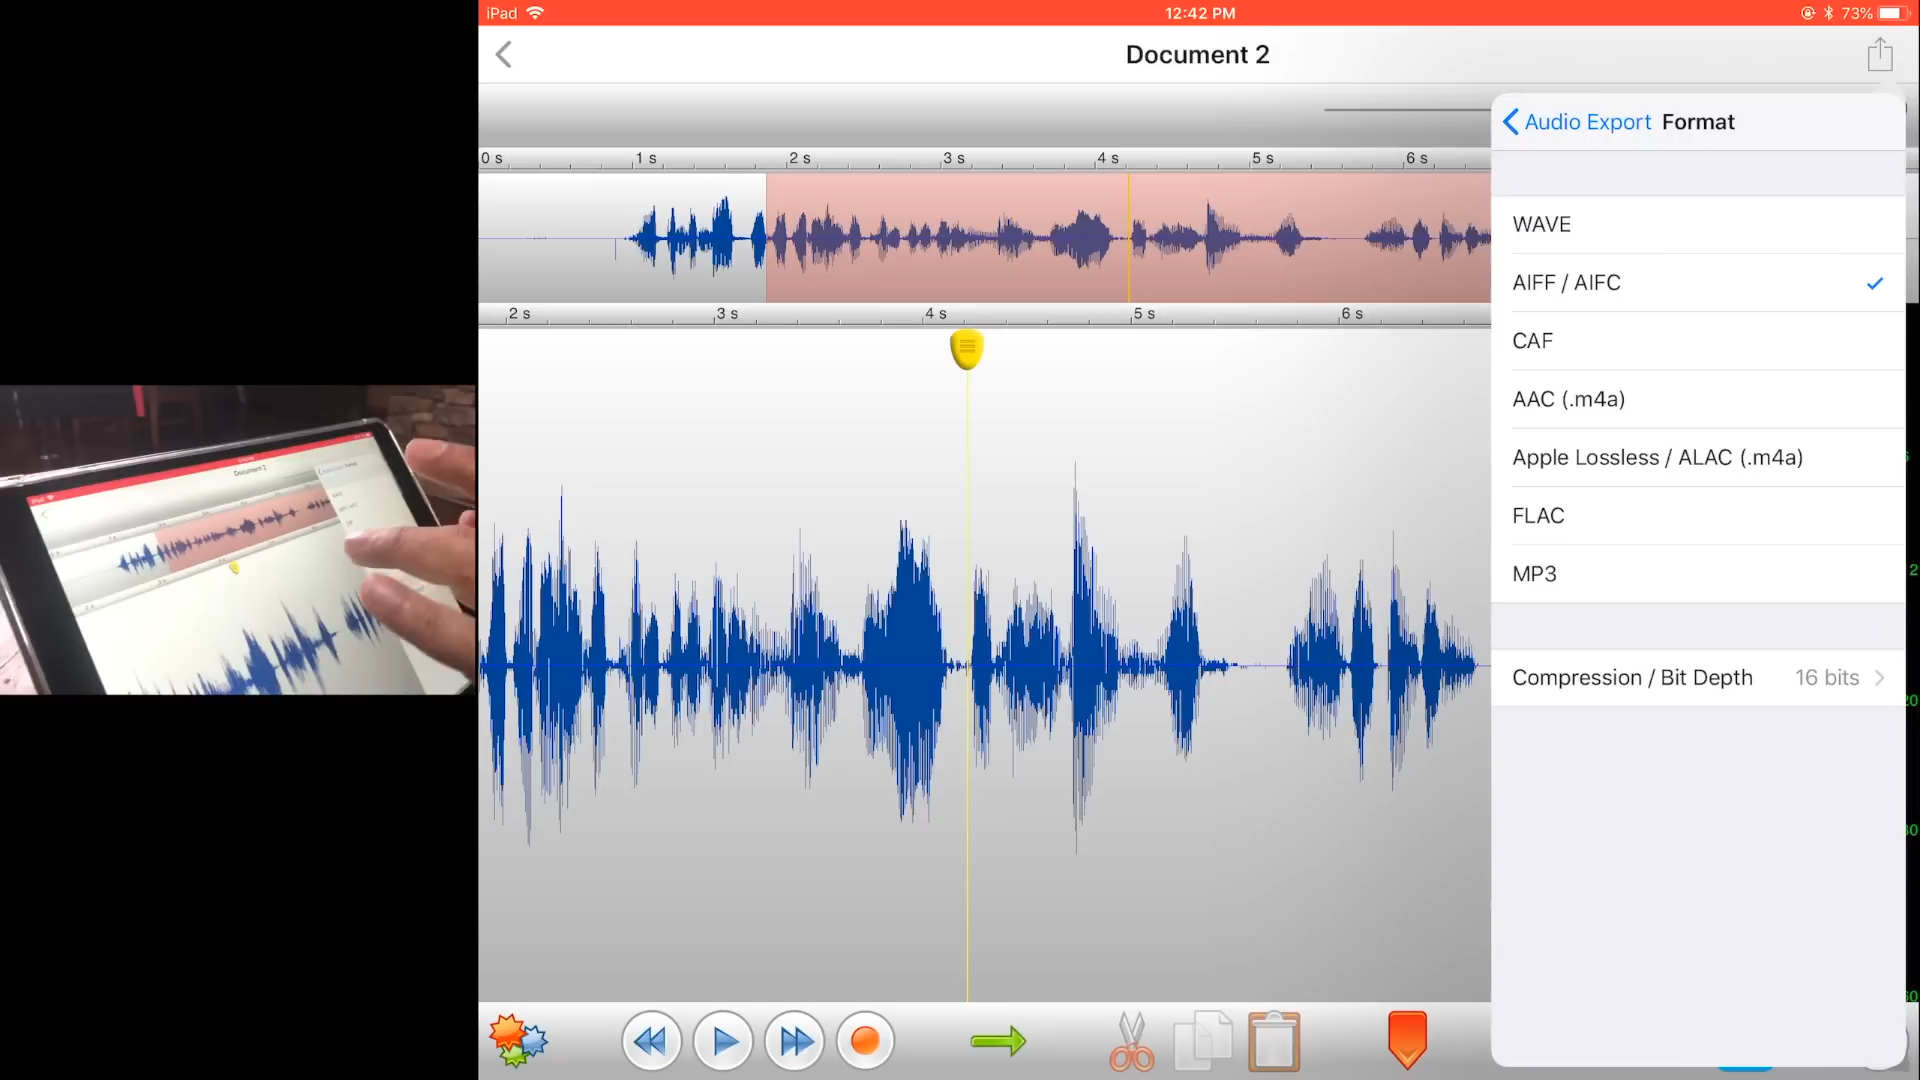 iPad 12:42 PM 73%
Document 2
Audio Export Format
0 s 1 s 2 s 3 s 4 s 5 s 6 s
WAVE
AIFF / AIFC
2 s 3 s 4 s 5 s 6 s
CAF
AAC (.m4a)
Apple Lossless / ALAC (.m4a)
FLAC
MP3
Compression / Bit Depth 16 bits
Document 2